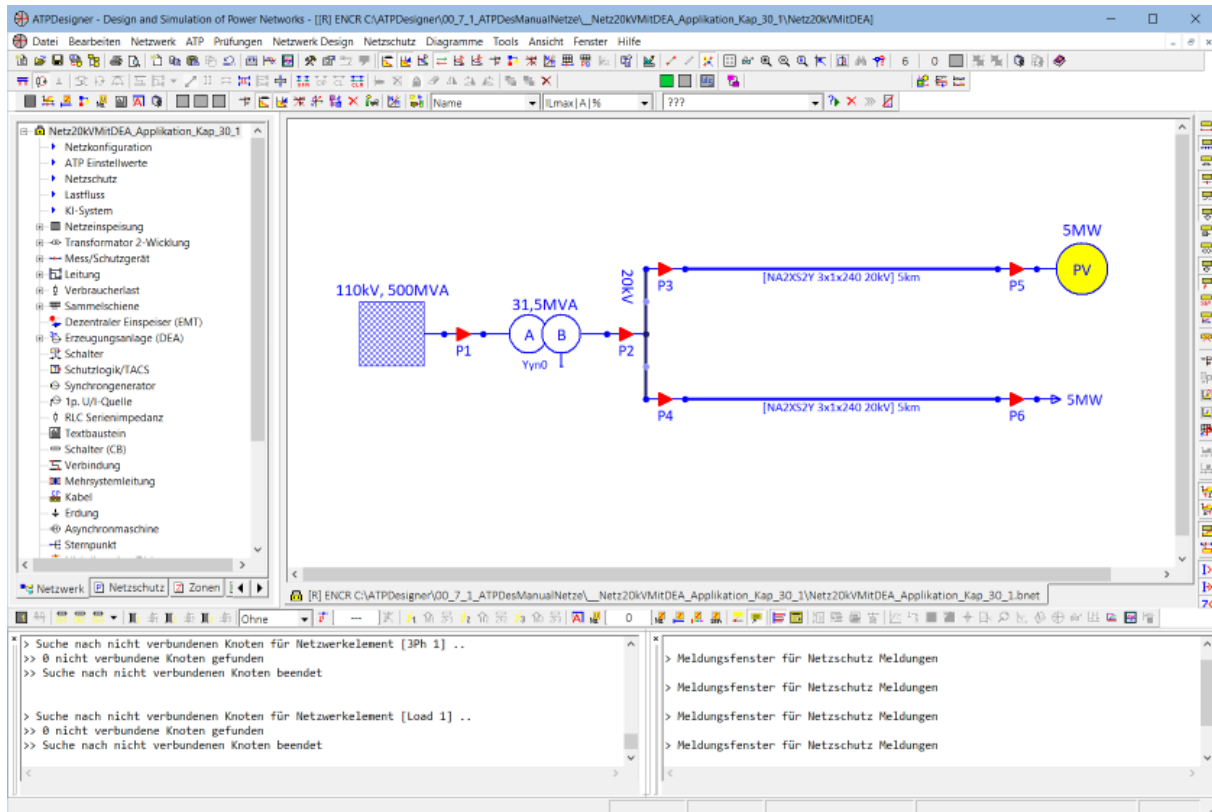 ATPDesigner - Design and Simulation of Power Networks - [[R] ENCR C:\ATPDesigner\00_7_1_ATPDesManualNetze\__Netz20kVMitDEA_Applikation_Kap_30_1\Netz20kVMitDEA]
Datei Bearbeiten Netzwerk ATP Prüfungen Netzwerk Design Netzschutz Diagramme Tools Ansicht Fenster Hilfe
6 0
Name ILmax|A|% ???
Netz20kVMitDEA_Applikation_Kap_30_1
Netzkonfiguration
ATP Einstellwerte
Netzschutz
Lastfluss
KI-System
Netzeinspeisung
Transformator 2-Wicklung
Mess/Schutzgerät
Leitung
Verbraucherlast
Sammelschiene
Dezentraler Einspeiser (EMT)
Erzeugungsanlage (DEA)
Schalter
Schutzlogik/TACS
Synchrongenerator
1p. U/I-Quelle
RLC Serienimpedanz
Textbaustein
Schalter (CB)
Verbindung
Mehrsystemleitung
Kabel
Erdung
Asynchronmaschine
Sternpunkt
Netzwerk Netzschutz Zonen
5MW
PV
20kV
P3
[NA2XS2Y 3x1x240 20kV] 5km
P5
110kV, 500MVA
31,5MVA
A B
P1
Yyn0
P2
P4
[NA2XS2Y 3x1x240 20kV] 5km
P6
5MW
[R] ENCR C:\ATPDesigner\00_7_1_ATPDesManualNetze\__Netz20kVMitDEA_Applikation_Kap_30_1\Netz20kVMitDEA_Applikation_Kap_30_1.bnet
Ohne 0
> Suche nach nicht verbundenen Knoten für Netzwerkelement [3Ph 1] ..
>> 0 nicht verbundene Knoten gefunden
>> Suche nach nicht verbundenen Knoten beendet
> Suche nach nicht verbundenen Knoten für Netzwerkelement [Load 1] ..
>> 0 nicht verbundene Knoten gefunden
>> Suche nach nicht verbundenen Knoten beendet
> Meldungsfenster für Netzschutz Meldungen
> Meldungsfenster für Netzschutz Meldungen
> Meldungsfenster für Netzschutz Meldungen
> Meldungsfenster für Netzschutz Meldungen